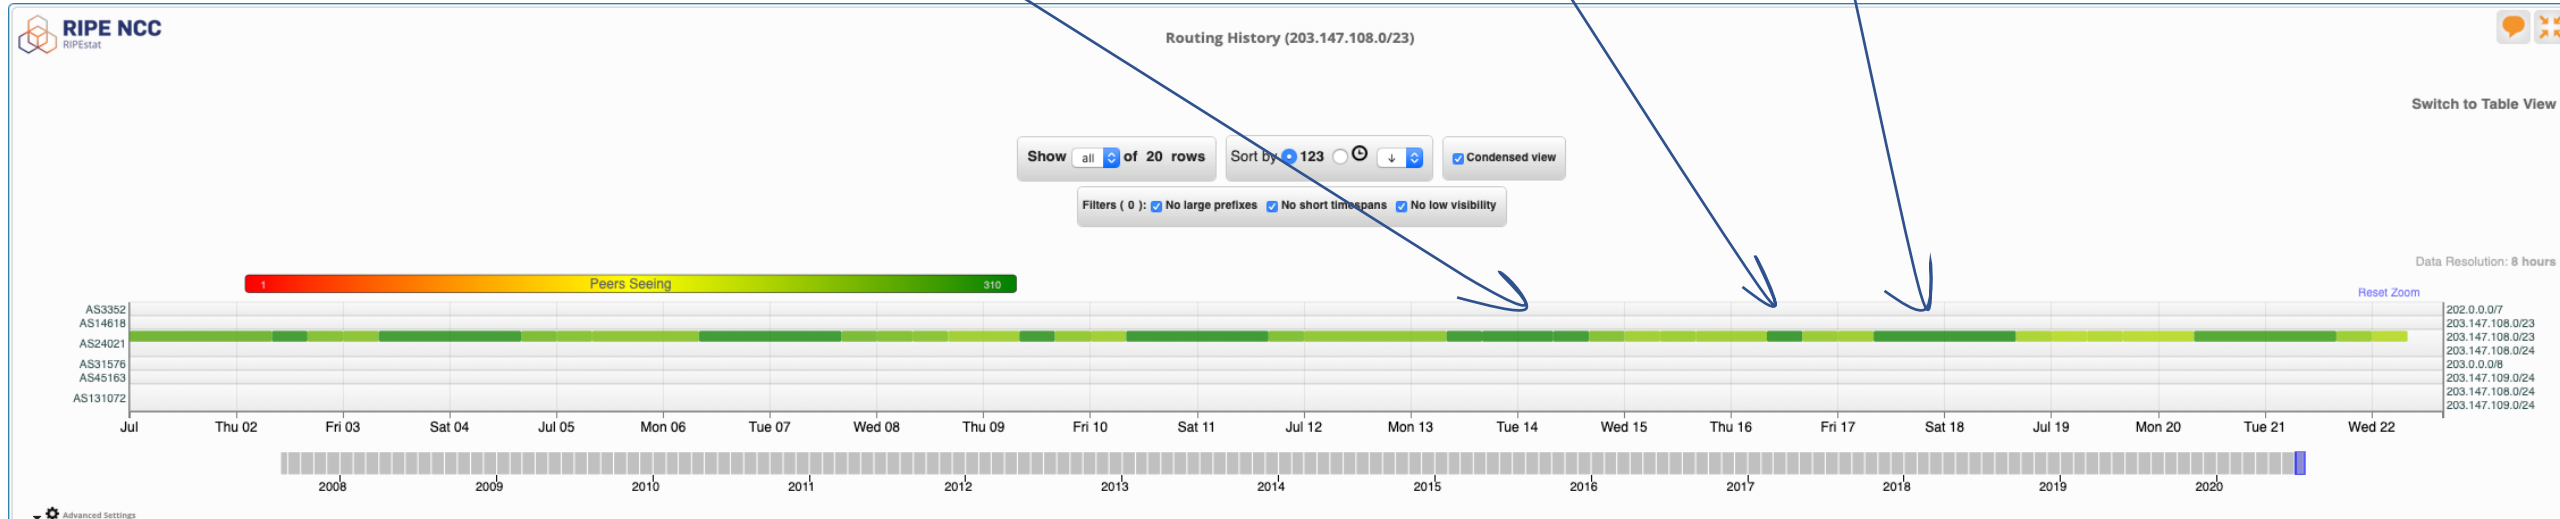 RIPE NCC
RIPEstat
Routing History (203.147.108.0/23)
Switch to Table View
Show all of 20 rows Sort by 123 ↓ Condensed view
Filters ( 0 ): No large prefixes No short timespans No low visibility
Data Resolution: 8 hours
1 Peers Seeing 310
Reset Zoom
AS3352 202.0.0.0/7
AS14618 203.147.108.0/23
AS24021 203.147.108.0/23
203.147.108.0/24
AS31576 203.0.0.0/8
AS45163 203.147.109.0/24
203.147.108.0/24
AS131072 203.147.109.0/24
Jul Thu 02 Fri 03 Sat 04 Jul 05 Mon 06 Tue 07 Wed 08 Thu 09 Fri 10 Sat 11 Jul 12 Mon 13 Tue 14 Wed 15 Thu 16 Fri 17 Sat 18 Jul 19 Mon 20 Tue 21 Wed 22
2008 2009 2010 2011 2012 2013 2014 2015 2016 2017 2018 2019 2020
Advanced Settings